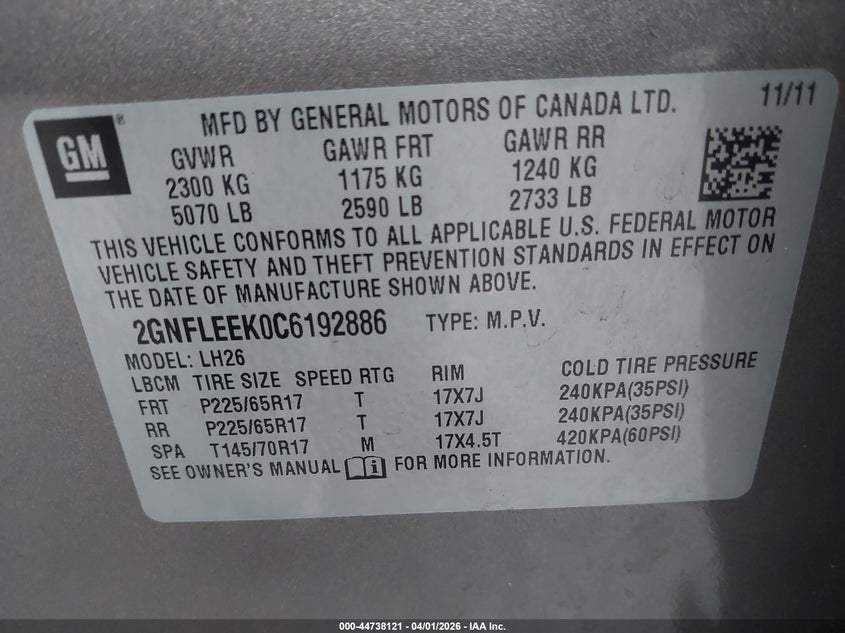 MFD BY GENERAL MOTORS OF CANADA LTD. 11/11
GM®
GVWR GAWR FRT GAWR RR
2300 KG 1175 KG 1240 KG
5070 LB 2590 LB 2733 LB
THIS VEHICLE CONFORMS TO ALL APPLICABLE U.S. FEDERAL MOTOR
VEHICLE SAFETY AND THEFT PREVENTION STANDARDS IN EFFECT ON
THE DATE OF MANUFACTURE SHOWN ABOVE.
2GNFLEEK0C6192886 TYPE: M.P.V.
MODEL: LH26
LBCM TIRE SIZE SPEED RTG RIM COLD TIRE PRESSURE
FRT P225/65R17 T 17X7J 240KPA(35PSI)
RR P225/65R17 T 17X7J 240KPA(35PSI)
SPA T145/70R17 M 17X4.5T 420KPA(60PSI)
SEE OWNER'S MANUAL i FOR MORE INFORMATION.
000-44738121 - 04/01/2026 - IAA Inc.